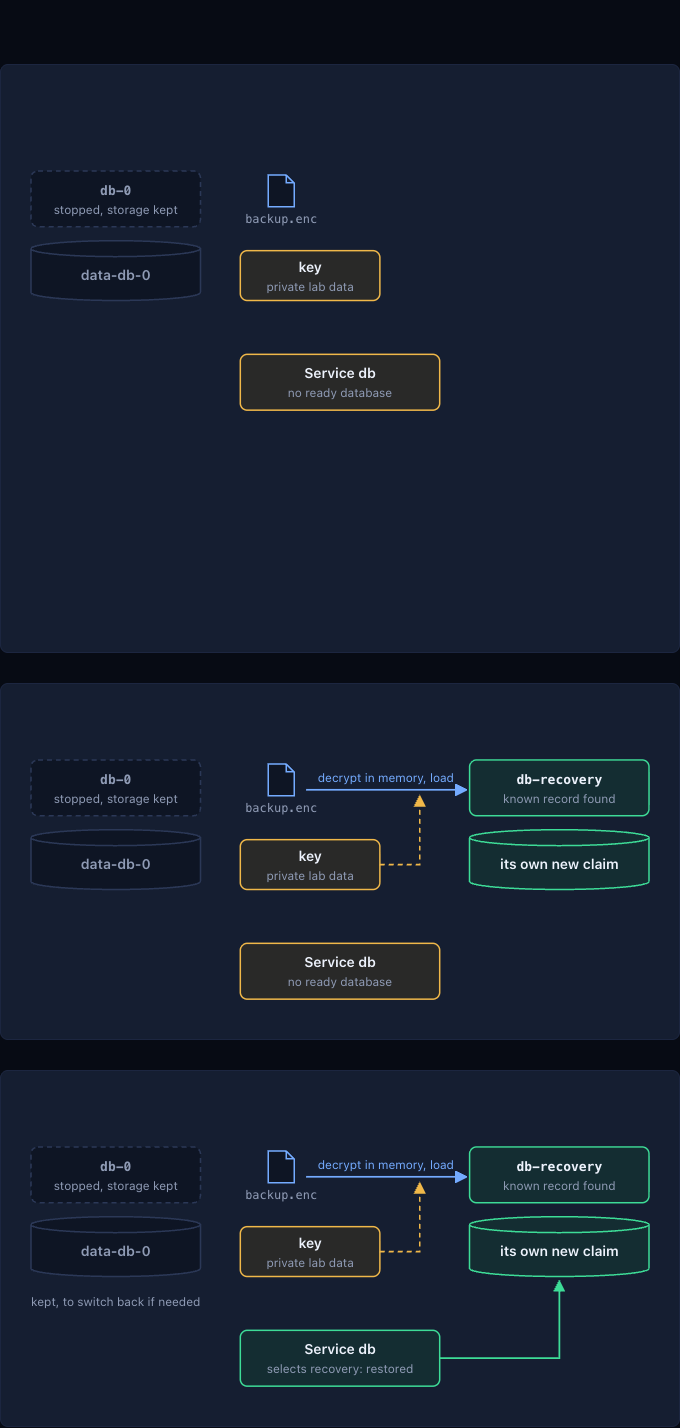 db-0
stopped, storage kept
data-db-0
backup.enc
key
private lab data
Service db
no ready database
db-0
stopped, storage kept
data-db-0
backup.enc
decrypt in memory, load
key
private lab data
db-recovery
known record found
its own new claim
Service db
no ready database
db-0
stopped, storage kept
data-db-0
kept, to switch back if needed
backup.enc
decrypt in memory, load
key
private lab data
db-recovery
known record found
its own new claim
Service db
selects recovery: restored